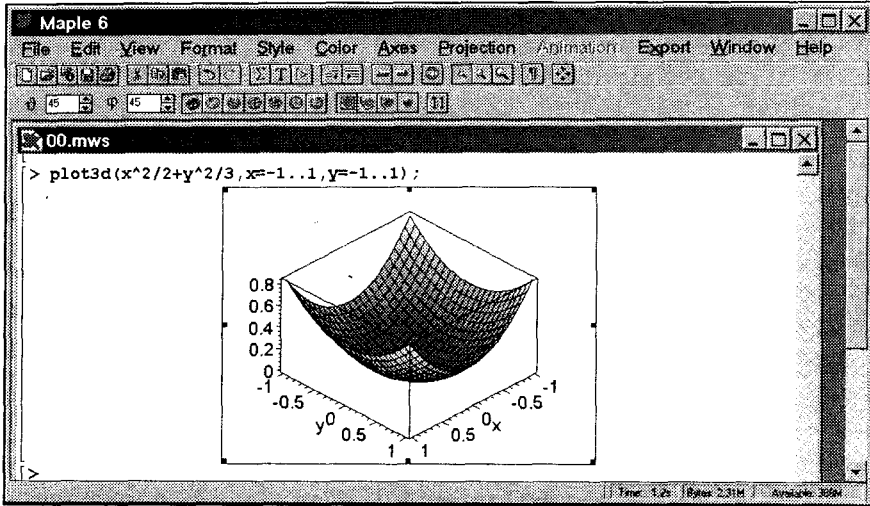 Maple 6
File Edit View Format Style Color Axes Projection Animation Export Window Help
ϑ 45 φ 45
00.mws
> plot3d(x^2/2+y^2/3,x=-1..1,y=-1..1);
0.8
0.6
0.4
0.2
0
-1 -1
-0.5 -0.5
y 0 0 x
0.5 0.5
1 1
>
Time: 1.2s Bytes: 2.31M Available: 388M